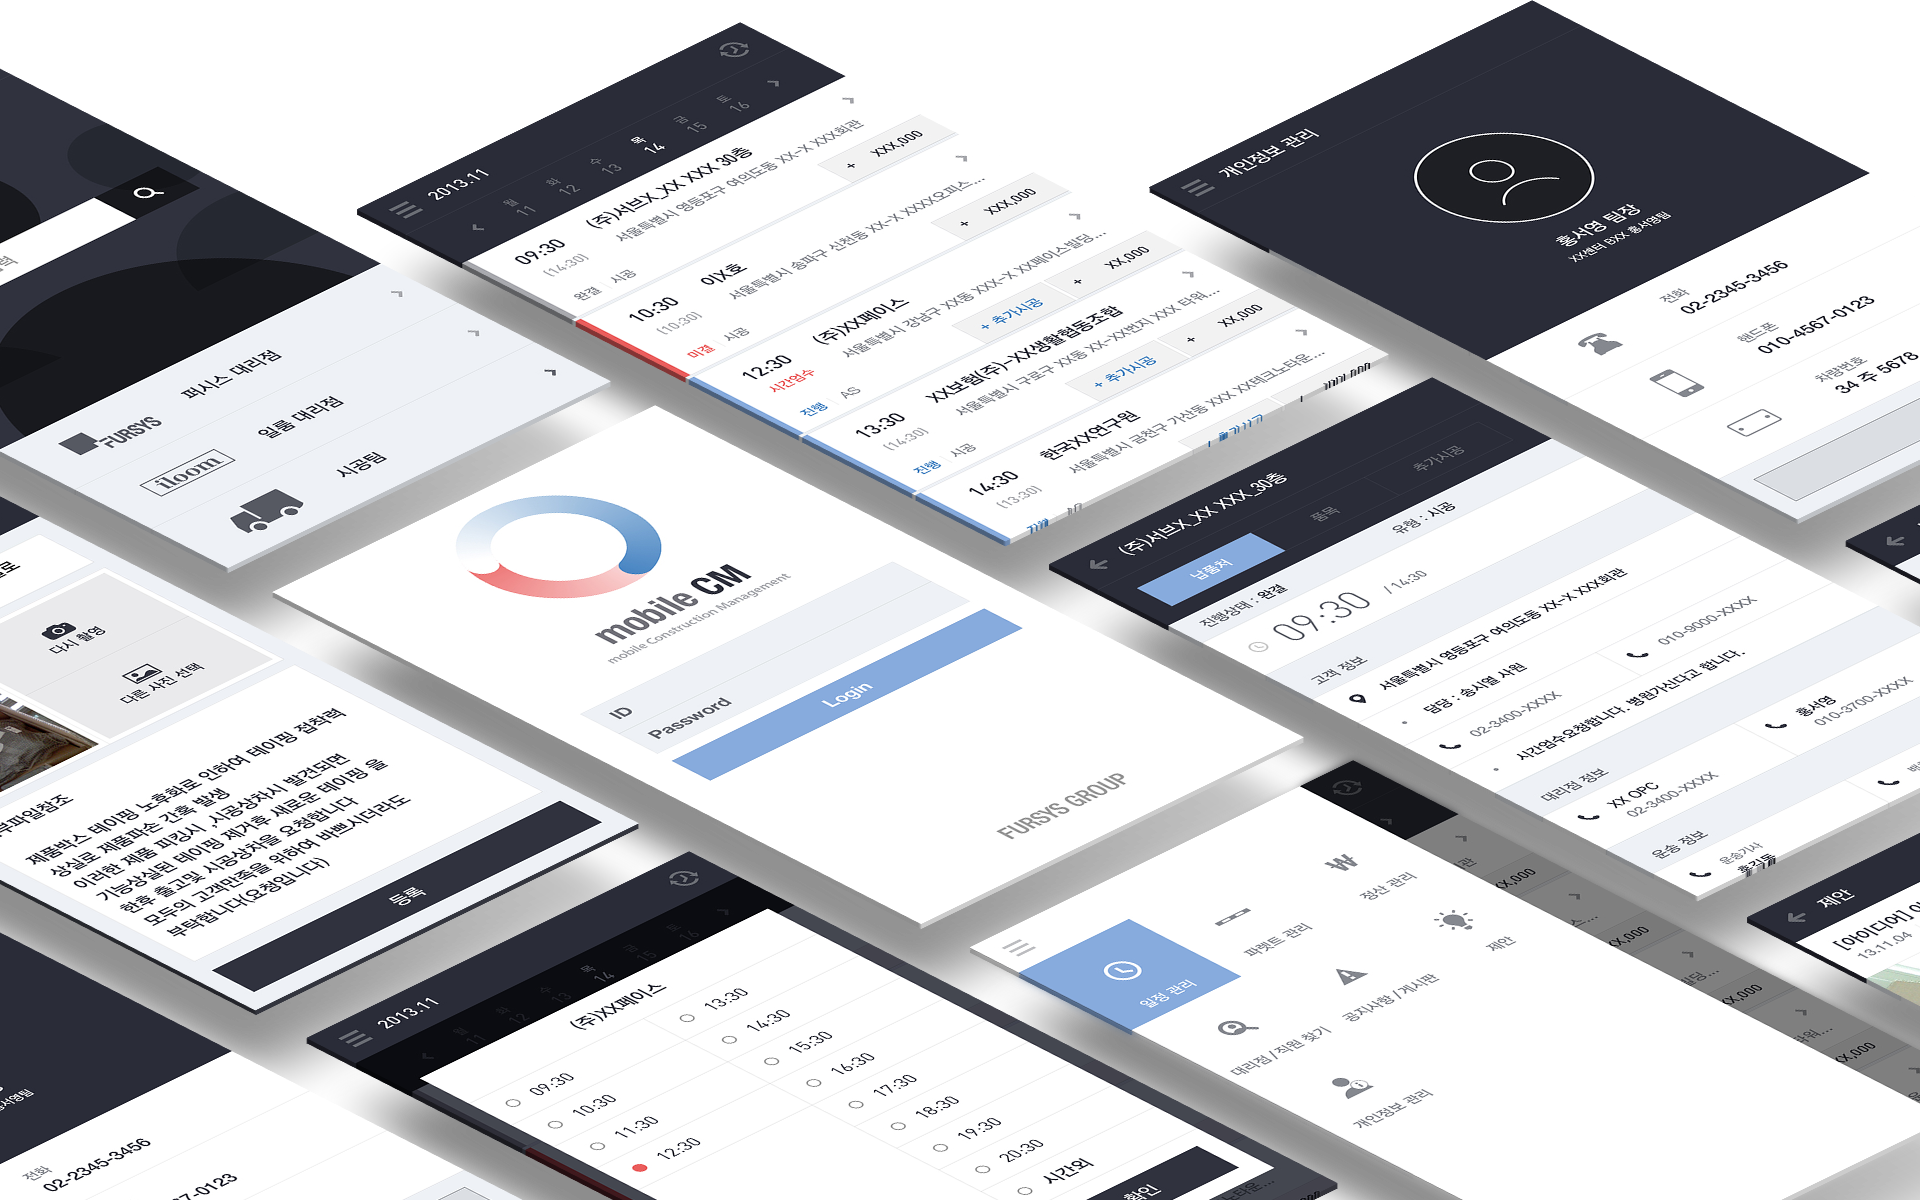 퍼시스 대리점
FURSYS
일룸 대리점
iloom
시공팀
2013.11
월 화 수 목 금 토
11 12 13 14 15 16
09:30
(14:30)
(주)서브X_XX XXX 30층
서울특별시 영등포구 여의도동 XX-X XXX회관
완결
시공
+ XXX,000
10:30
(10:30)
이X호
서울특별시 송파구 신천동 XX-X XXXX오피스...
미결
시공
+ XXX,000
12:30
시간엄수
(주)XX페이스
서울특별시 강남구 XX동 XXX-X XX페이스빌딩...
진행
AS
+ 추가시공
+ XX,000
13:30
(14:30)
XX보험(주)-XX생활협동조합
서울특별시 구로구 XX동 XX-XX번지 XXX 타워...
진행
시공
+ 추가시공
+ XX,000
14:30
(13:30)
한국XX연구원
서울특별시 금천구 가산동 XXX XX테크노타운...
개인정보 관리
홍서영 팀장
XX센터 BXX 홍서영팀
전화
02-2345-3456
핸드폰
010-4567-0123
차량번호
34 주 5678
다시 촬영
다른 사진 선택
제품박스 테이핑 노후화로 인하여 테이핑 접착력
상실로 제품파손 간혹 발생
이러한 제품 피킹시 ,시공상차시 발견되면
기능상실된 테이핑 제거후 새로운 테이핑 을
한후 출고및 시공상차을 요청합니다
모두의 고객만족을 위하여 바쁘시더라도
부탁합니다(요청입니다)
등록
mobile CM
mobile Construction Management
ID
Password
Login
FURSYS GROUP
(주)서브X_XX XXX_30층
납품처
품목
추가시공
진행상태 : 완결
유형 : 시공
09:30 / 14:30
고객 정보
서울특별시 영등포구 여의도동 XX-X XXX회관
담당 : 송시열 사원
02-3400-XXXX
010-9000-XXXX
시간엄수요청합니다. 병원가신다고 합니다.
대리점 정보
XX OPC
02-3400-XXXX
홍서영
010-3700-XXXX
운송 정보
운송기사
제안
13.11.04
2013.11
월 화 수 목 금 토
11 12 13 14 15 16
(주)XX페이스
09:30
10:30
11:30
12:30
13:30
14:30
15:30
16:30
17:30
18:30
19:30
20:30
시간외
확인
일정 관리
파렛트 관리
정산 관리
대리점 / 직원 찾기
공지사항 / 게시판
제안
개인정보 관리
전화
02-2345-3456